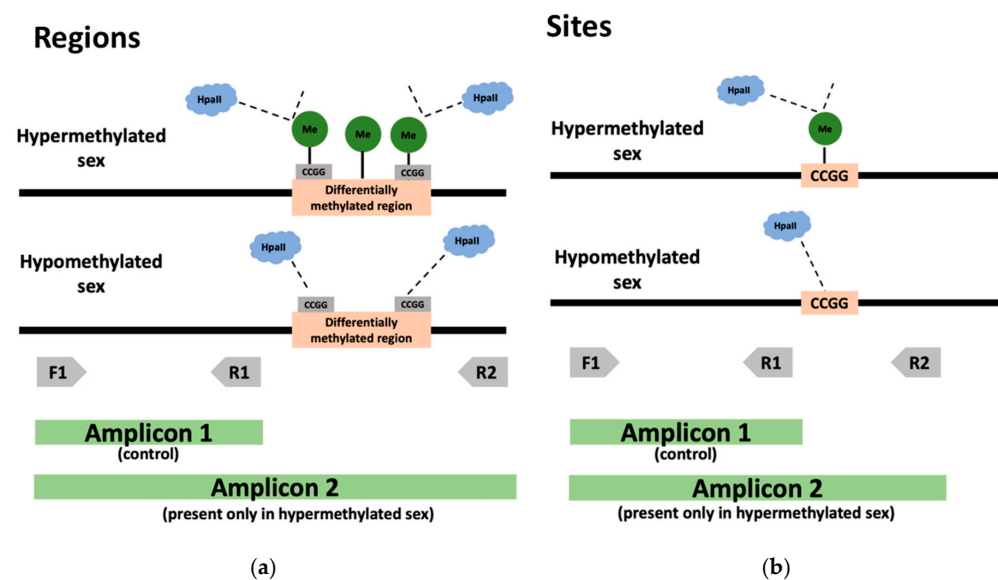 Regions
HpaII
HpaII
Me
Me
Me
Hypermethylated
sex
CCGG
CCGG
Differentially
methylated region
HpaII
HpaII
Hypomethylated
sex
CCGG
CCGG
Differentially
methylated region
F1
R1
R2
Amplicon 1
(control)
Amplicon 2
(present only in hypermethylated sex)
(a)
Sites
HpaII
Me
Hypermethylated
sex
CCGG
HpaII
Hypomethylated
sex
CCGG
F1
R1
R2
Amplicon 1
(control)
Amplicon 2
(present only in hypermethylated sex)
(b)